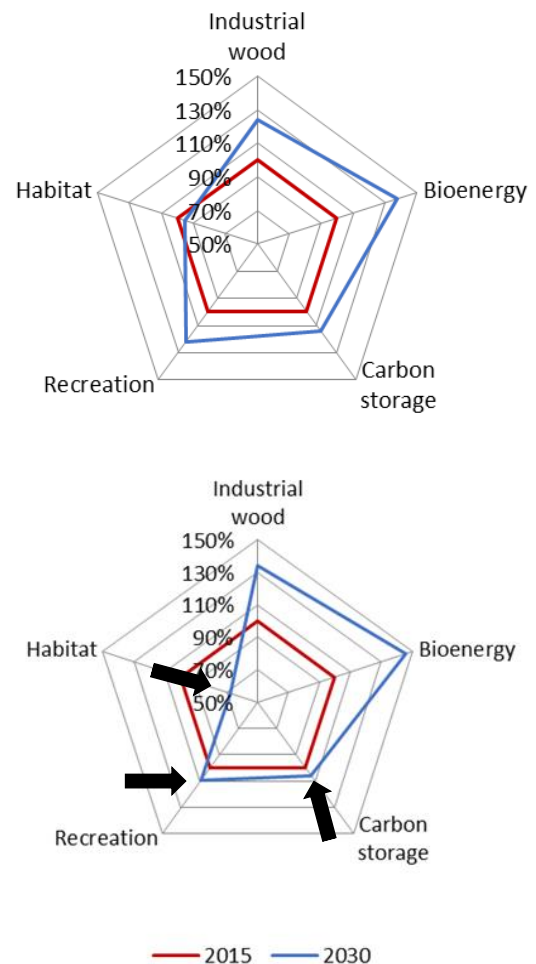 Industrial
wood
150%
130%
110%
90%
70%
50%
Habitat
Bioenergy
Recreation
Carbon
storage
Industrial
wood
150%
130%
110%
90%
70%
50%
Habitat
Bioenergy
Recreation
Carbon
storage
2015
2030